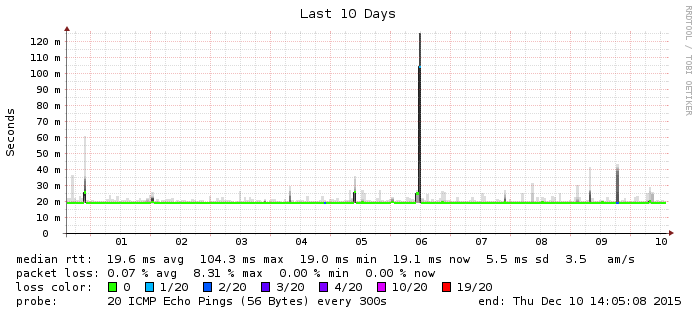 Last 10 Days
RRDTOOL / TOBI OETIKER
Seconds
120 m
110 m
100 m
90 m
80 m
70 m
60 m
50 m
40 m
30 m
20 m
10 m
0
01 02 03 04 05 06 07 08 09 10
median rtt: 19.6 ms avg 104.3 ms max 19.0 ms min 19.1 ms now 5.5 ms sd 3.5 am/s
packet loss: 0.07 % avg 8.31 % max 0.00 % min 0.00 % now
loss color: 0 1/20 2/20 3/20 4/20 10/20 19/20
probe: 20 ICMP Echo Pings (56 Bytes) every 300s end: Thu Dec 10 14:05:08 2015